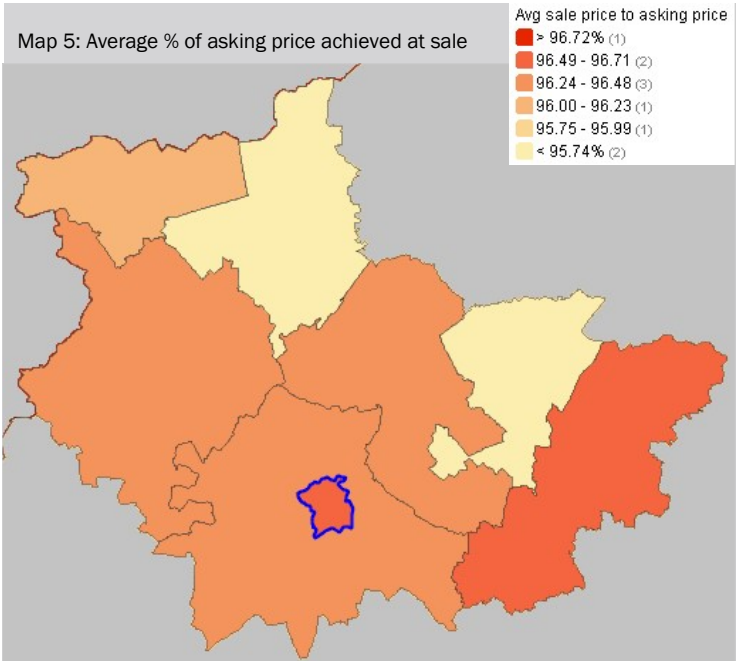 Map 5: Average % of asking price achieved at sale
Avg sale price to asking price
> 96.72% (1)
96.49 - 96.71 (2)
96.24 - 96.48 (3)
96.00 - 96.23 (1)
95.75 - 95.99 (1)
< 95.74% (2)